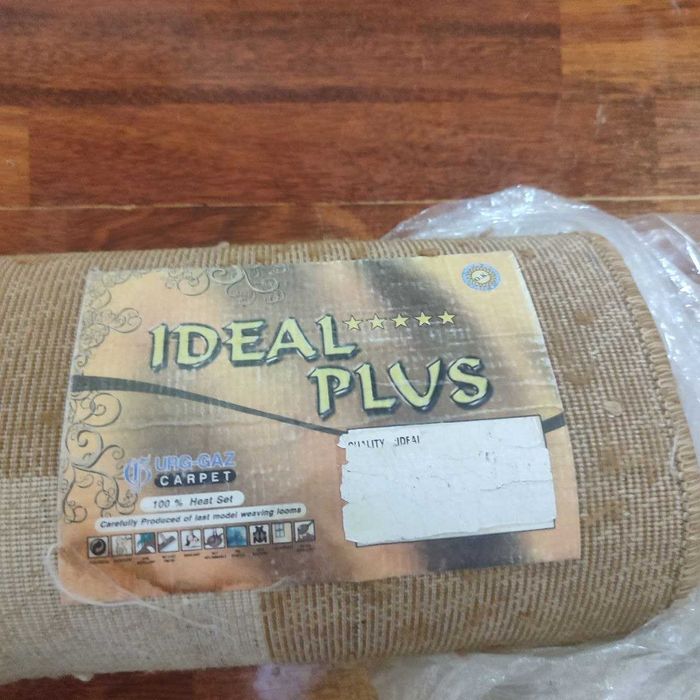 IDEAL
PLUS
QUALITY IDEAL
URG-GAZ
CARPET
100 % Heat Set
Carefully Produced of last model weaving looms